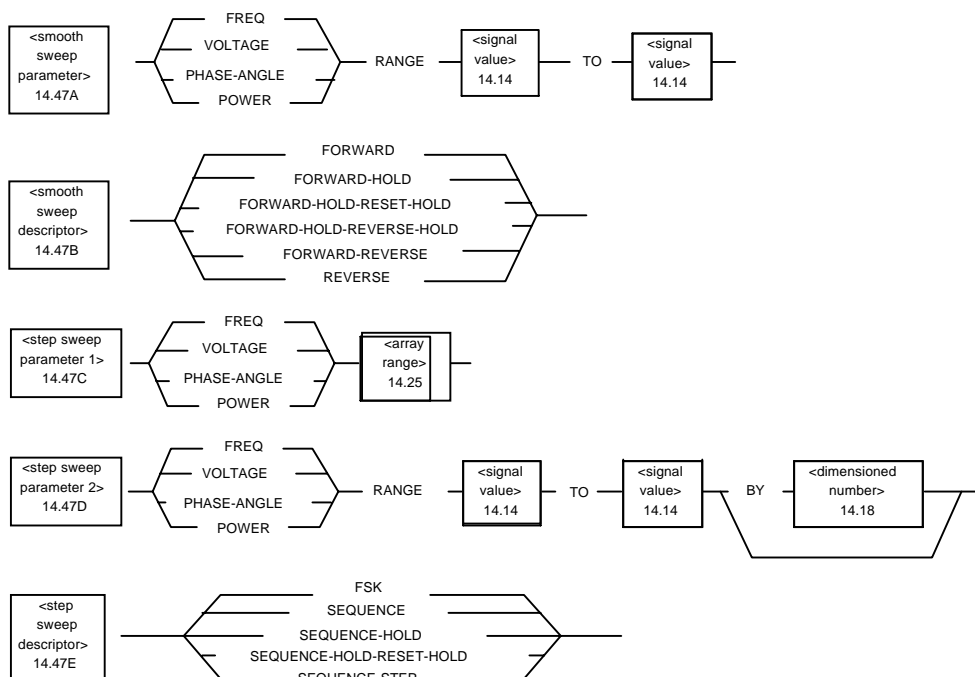 <smooth
sweep
parameter>
14.47A
FREQ
VOLTAGE
PHASE-ANGLE
POWER
RANGE
<signal
value>
14.14
TO
<signal
value>
14.14
<smooth
sweep
descriptor>
14.47B
FORWARD
FORWARD-HOLD
FORWARD-HOLD-RESET-HOLD
FORWARD-HOLD-REVERSE-HOLD
FORWARD-REVERSE
REVERSE
<step sweep
parameter 1>
14.47C
FREQ
VOLTAGE
PHASE-ANGLE
POWER
<array
range>
14.25
<step sweep
parameter 2>
14.47D
FREQ
VOLTAGE
PHASE-ANGLE
POWER
RANGE
<signal
value>
14.14
TO
<signal
value>
14.14
BY
<dimensioned
number>
14.18
<step
sweep
descriptor>
14.47E
FSK
SEQUENCE
SEQUENCE-HOLD
SEQUENCE-HOLD-RESET-HOLD
SEQUENCE-STEP